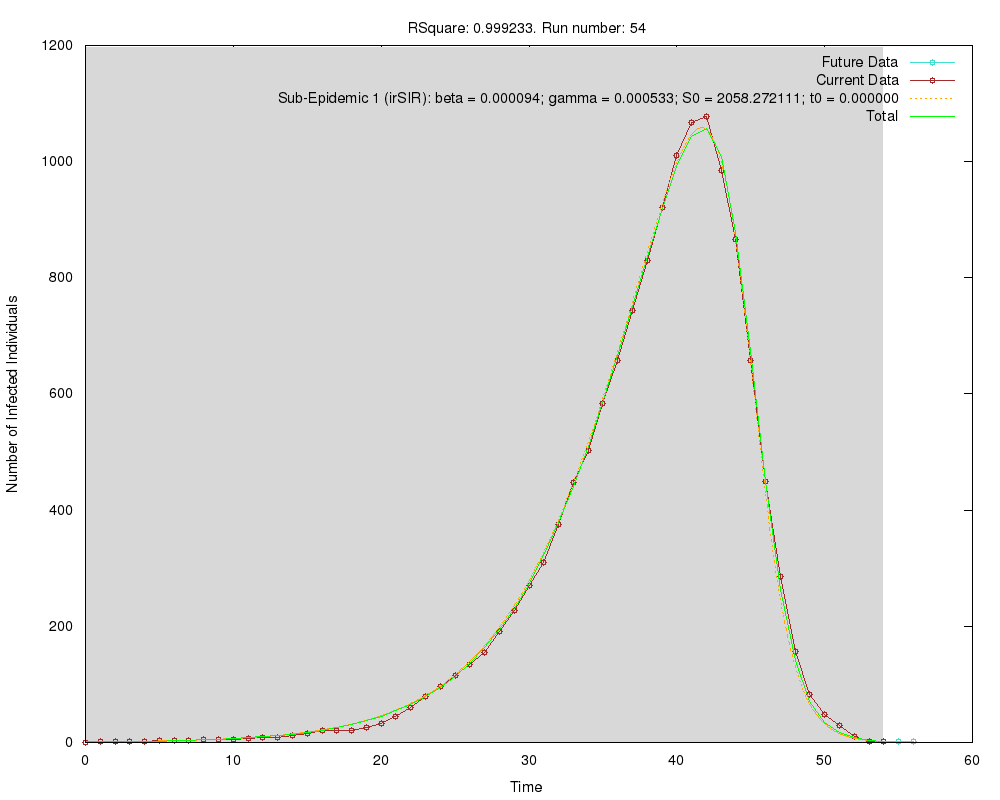 RSquare: 0.999233. Run number: 54
1200
1000
800
600
400
200
0
Number of Infected Individuals
Future Data
Current Data
Sub-Epidemic 1 (irSIR): beta = 0.000094; gamma = 0.000533; S0 = 2058.272111; t0 = 0.000000
Total
0 10 20 30 40 50 60
Time